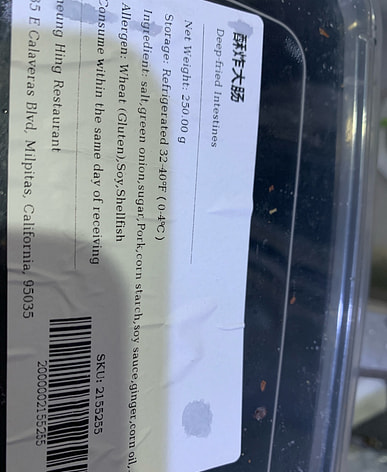 酥炸大肠
Deep-fried Intestines
Net Weight: 250.00 g
Storage: Refrigerated 32-40°F ( 0-4°C )
Ingredient: salt,green onion,sugar,Pork,corn starch,soy sauce,ginger,corn oil,
Allergen: Wheat (Gluten),Soy,Shellfish
Consume within the same day of receiving
eung Hing Restaurant
5 E Calaveras Blvd, Milpitas, California, 95035
SKU: 2155255
2000002155255